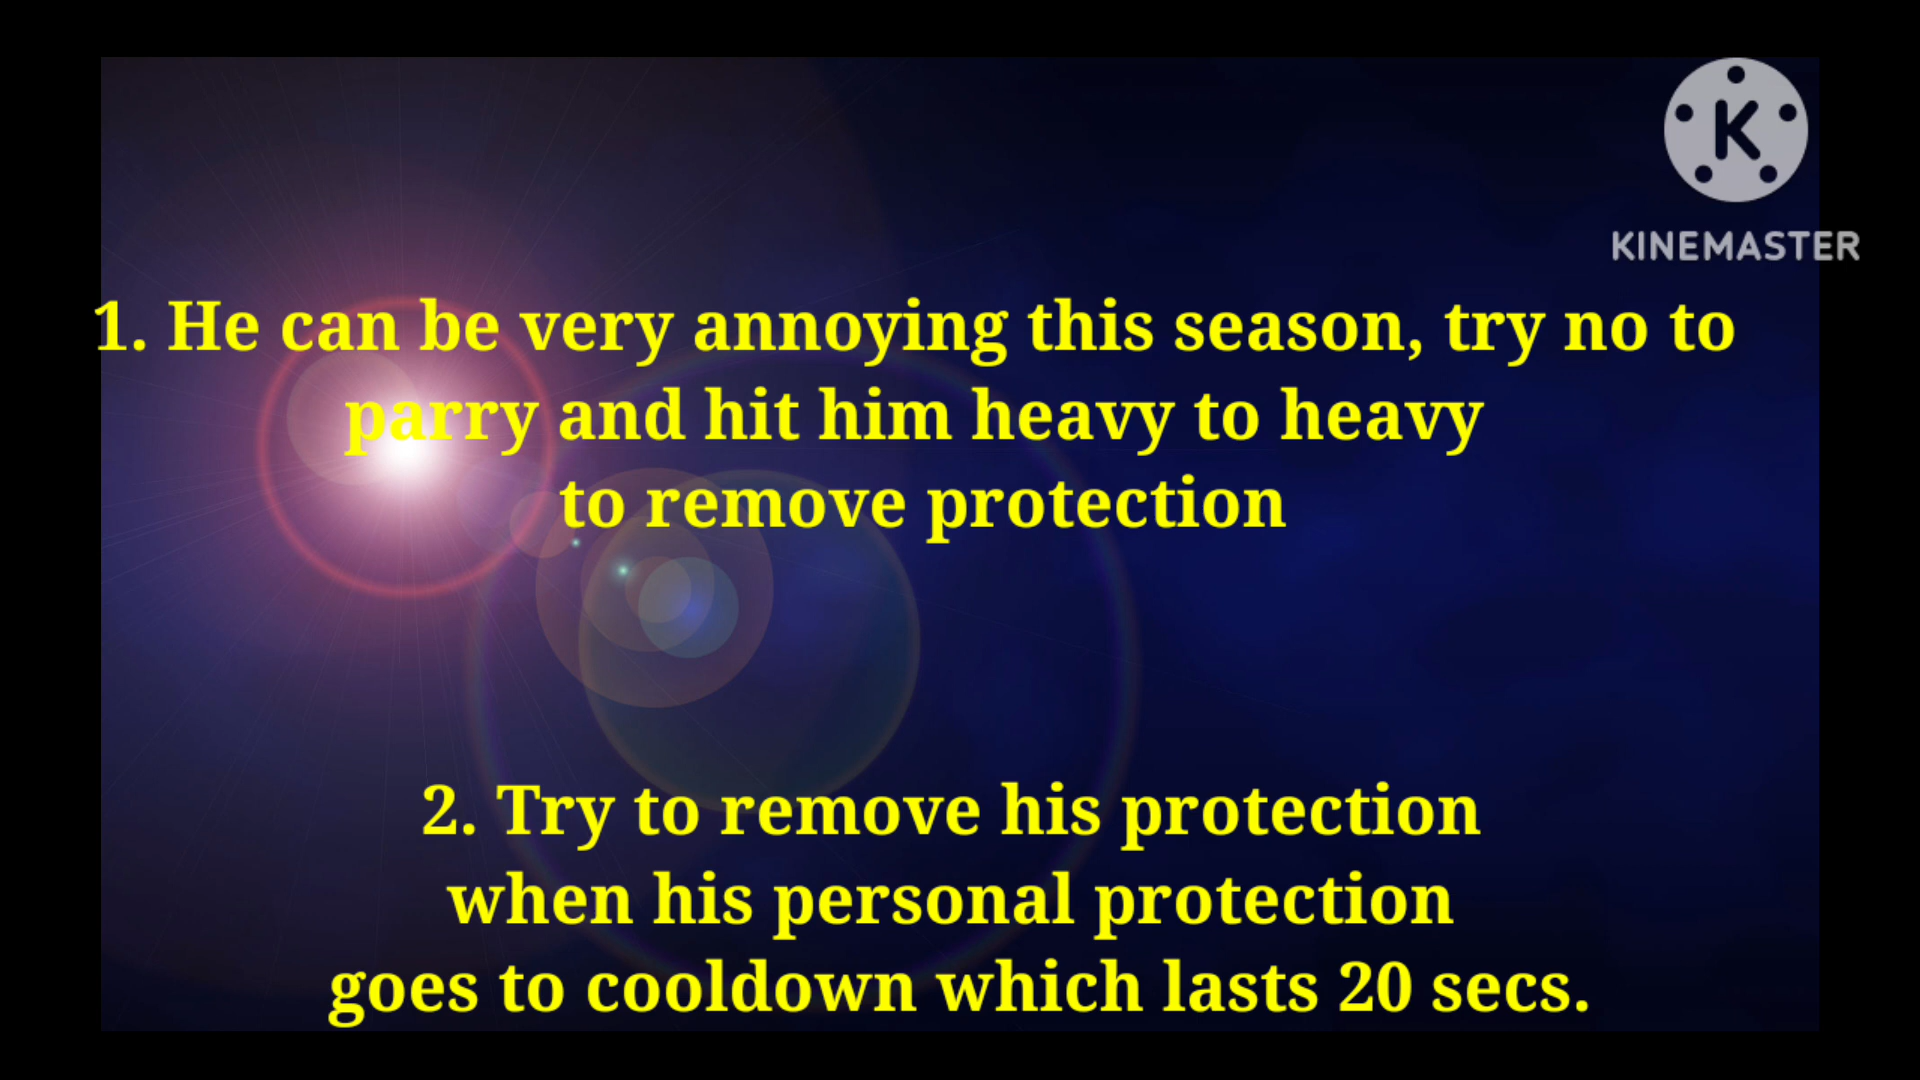 K
KINEMASTER
1. He can be very annoying this season, try no to
parry and hit him heavy to heavy
to remove protection
2. Try to remove his protection
when his personal protection
goes to cooldown which lasts 20 secs.